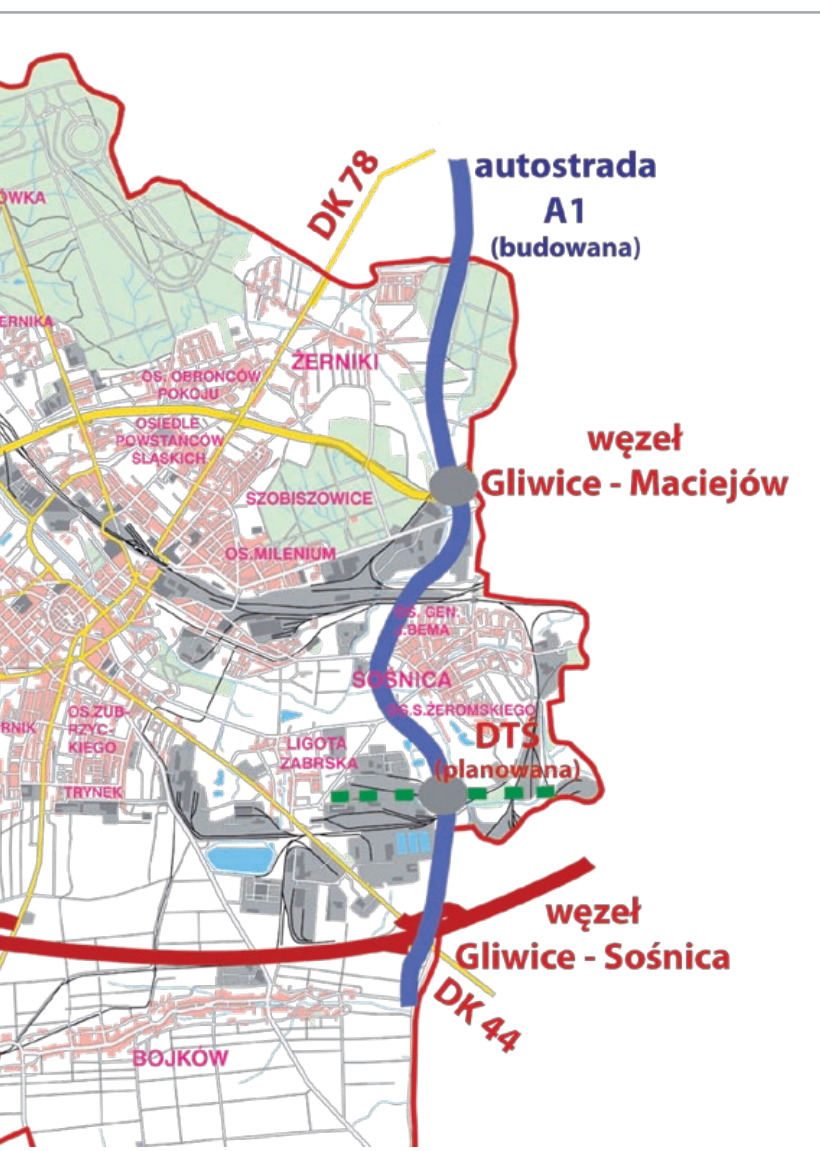 DK 78
autostrada
A1
(budowana)
ÓWKA
ERNIKA
ŻERNIKI
OS. OBROŃCÓW
POKOJU
OSIEDLE
POWSTAŃCÓW
ŚLĄSKICH
węzeł
Gliwice - Maciejów
SZOBISZOWICE
OS.MILENIUM
OS. GEN.
J.BEMA
SOŚNICA
OS.S.ŻEROMSKIEGO
OS.ZUB-
RZYC-
KIEGO
RNIK
LIGOTA
ZABRSKA
DTŚ
(planowana)
TRYNEK
węzeł
Gliwice - Sośnica
DK 44
BOJKÓW